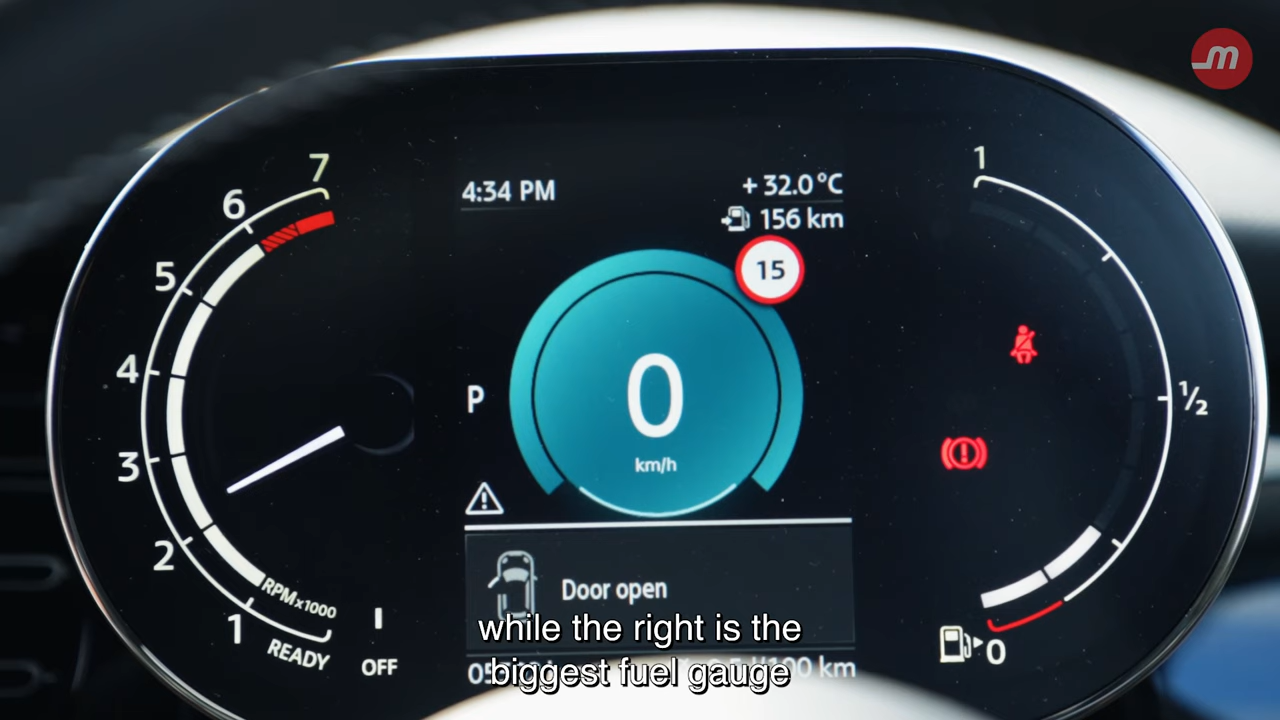 7
6
5
4
3
2
1
RPM x1000
READY
OFF
4:34 PM
+ 32.0 °C
156 km
15
P
0
km/h
Door open
1
½
0
while the right is the
biggest fuel gauge
km
m